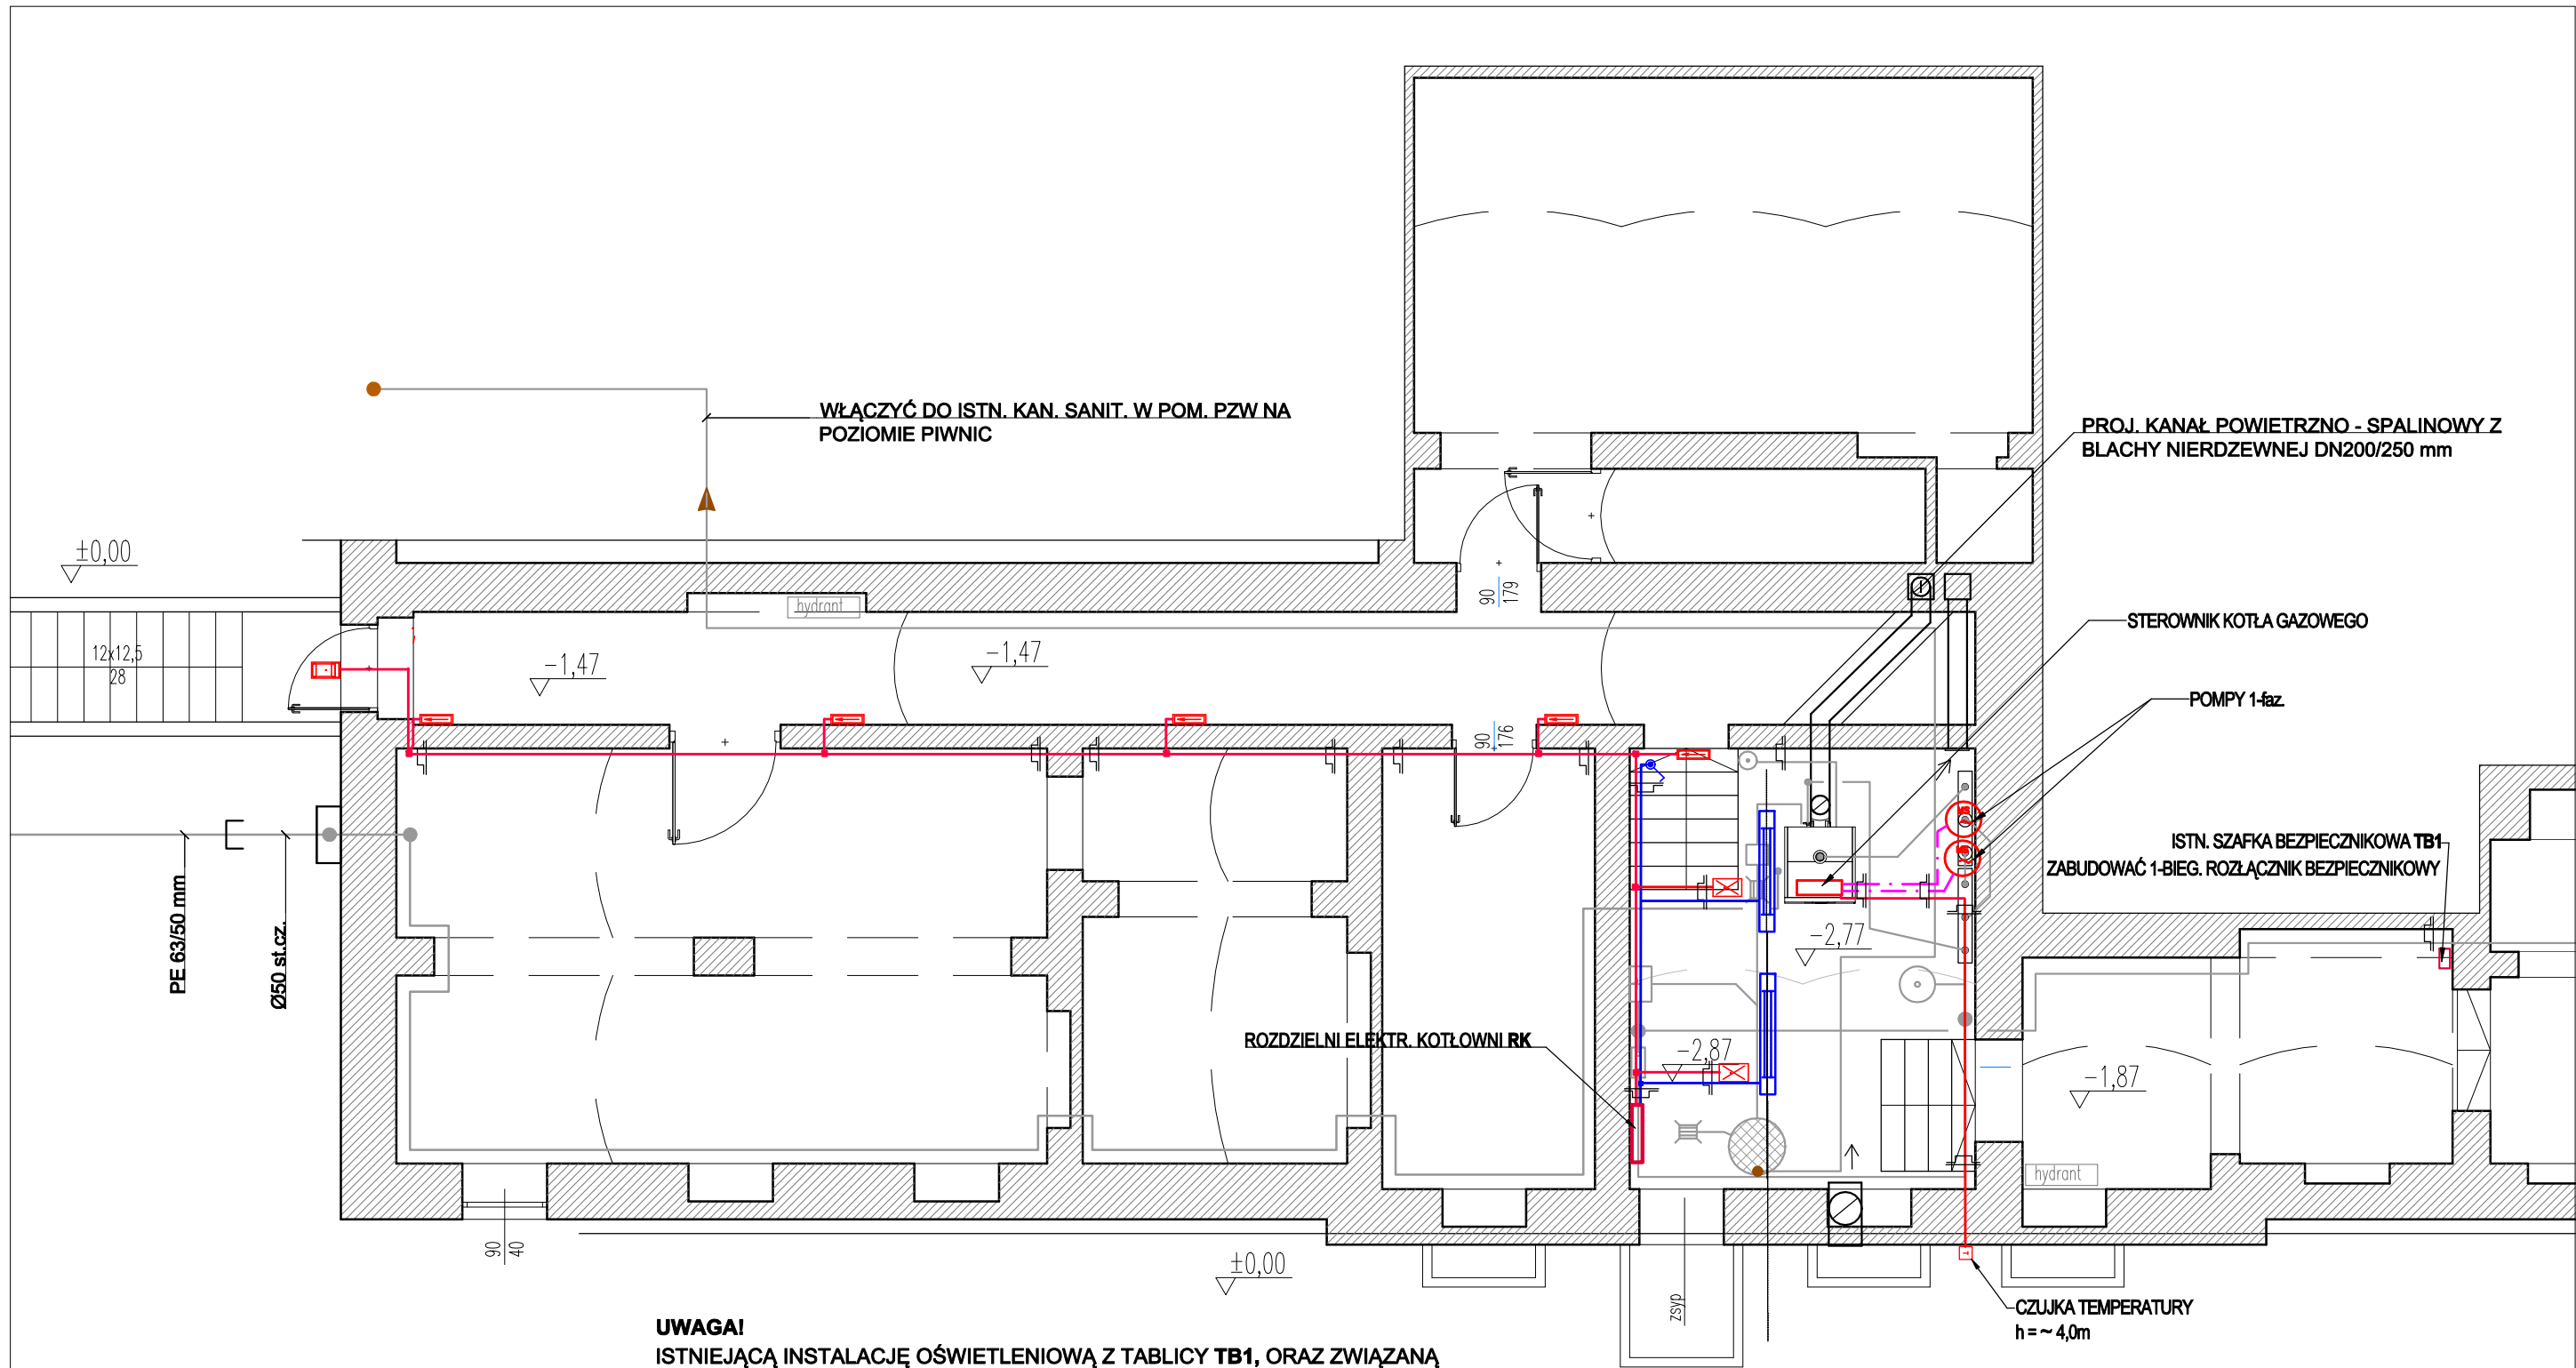 WŁĄCZYĆ DO ISTN. KAN. SANIT. W POM. PZW NA
POZIOMIE PIWNIC
PROJ. KANAŁ POWIETRZNO - SPALINOWY Z
BLACHY NIERDZEWNEJ DN200/250 mm
±0,00
hydrant
90
179
STEROWNIK KOTŁA GAZOWEGO
12x12,5
28
-1,47
-1,47
POMPY 1-faz.
90
176
ISTN. SZAFKA BEZPIECZNIKOWA TB1
ZABUDOWAĆ 1-BIEG. ROZŁĄCZNIK BEZPIECZNIKOWY
PE 63/50 mm
Ø50 st.cz.
-2,77
ROZDZIELNI ELEKTR. KOTŁOWNI RK
-2,87
-1,87
hydrant
90
40
±0,00
zsyp
CZUJKA TEMPERATURY
h = ~ 4,0m
UWAGA!
ISTNIEJĄCĄ INSTALACJĘ OŚWIETLENIOWĄ Z TABLICY TB1, ORAZ ZWIĄZANĄ